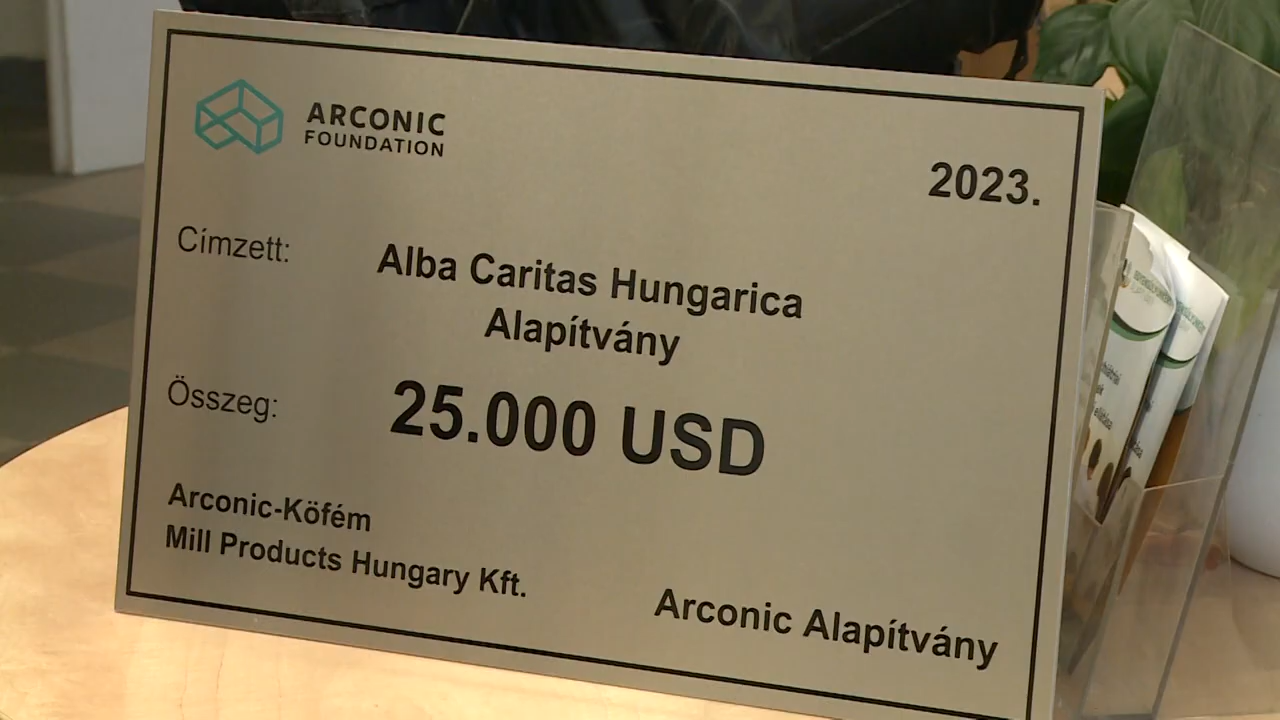 ARCONIC
FOUNDATION
2023.
Címzett:
Alba Caritas Hungarica
Alapítvány
Összeg:
25.000 USD
Arconic-Köfém
Mill Products Hungary Kft.
Arconic Alapítvány